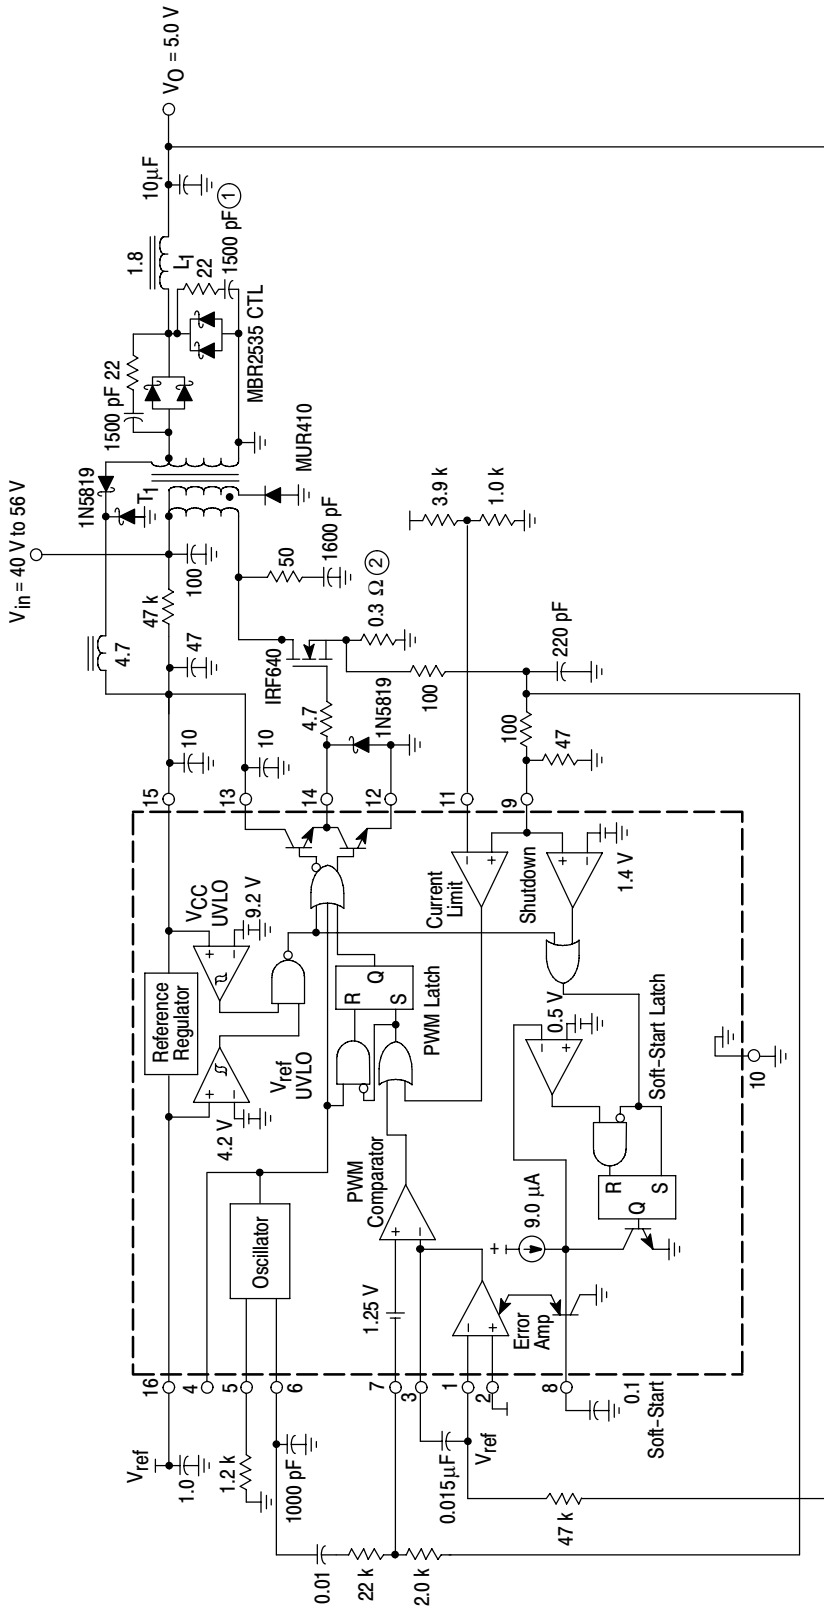 Vin = 40 V to 56 V
VO = 5.0 V
10 µF
1.8
L1
22
1500 pF ①
1500 pF 22
MBR2535 CTL
1N5819
T1
MUR410
4.7
47 k
100
47
10
10
50
1600 pF
IRF640
0.3 Ω ②
4.7
1N5819
100
220 pF
100
47
3.9 k
1.0 k
15
13
14
12
11
9
Reference
Regulator
VCC
UVLO
+
–
9.2 V
4.2 V
+
–
Vref
UVLO
Oscillator
R
Q
S
PWM Latch
PWM
Comparator
+
–
1.25 V
Current
Limit
–
+
Shutdown
+
–
1.4 V
Error
Amp
–
+
+
9.0 µA
0.5 V
–
+
R
Q
S
Soft-Start Latch
10
16
4
5
6
7
3
1
2
8
Vref
1.0
1.2 k
1000 pF
0.01
22 k
2.0 k
0.015 µF
Vref
47 k
0.1
Soft-Start